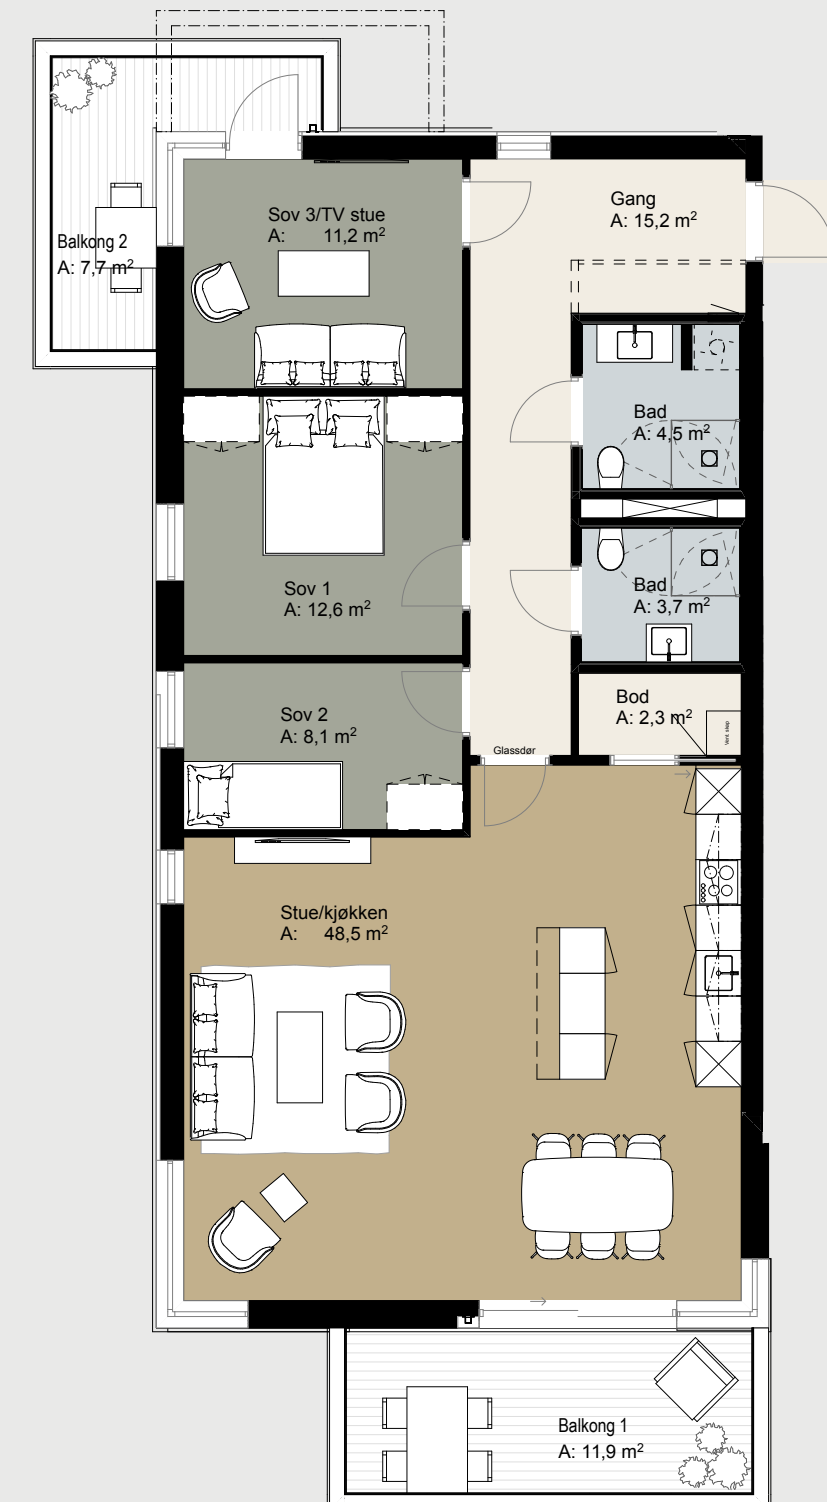 Gang
A: 15,2 m²
Sov 3/TV stue
A: 11,2 m²
Balkong 2
A: 7,7 m²
Bad
A: 4,5 m²
Sov 1
A: 12,6 m²
Bad
A: 3,7 m²
Bod
A: 2,3 m²
Vent. skap
Sov 2
A: 8,1 m²
Glassdør
Stue/kjøkken
A: 48,5 m²
Balkong 1
A: 11,9 m²